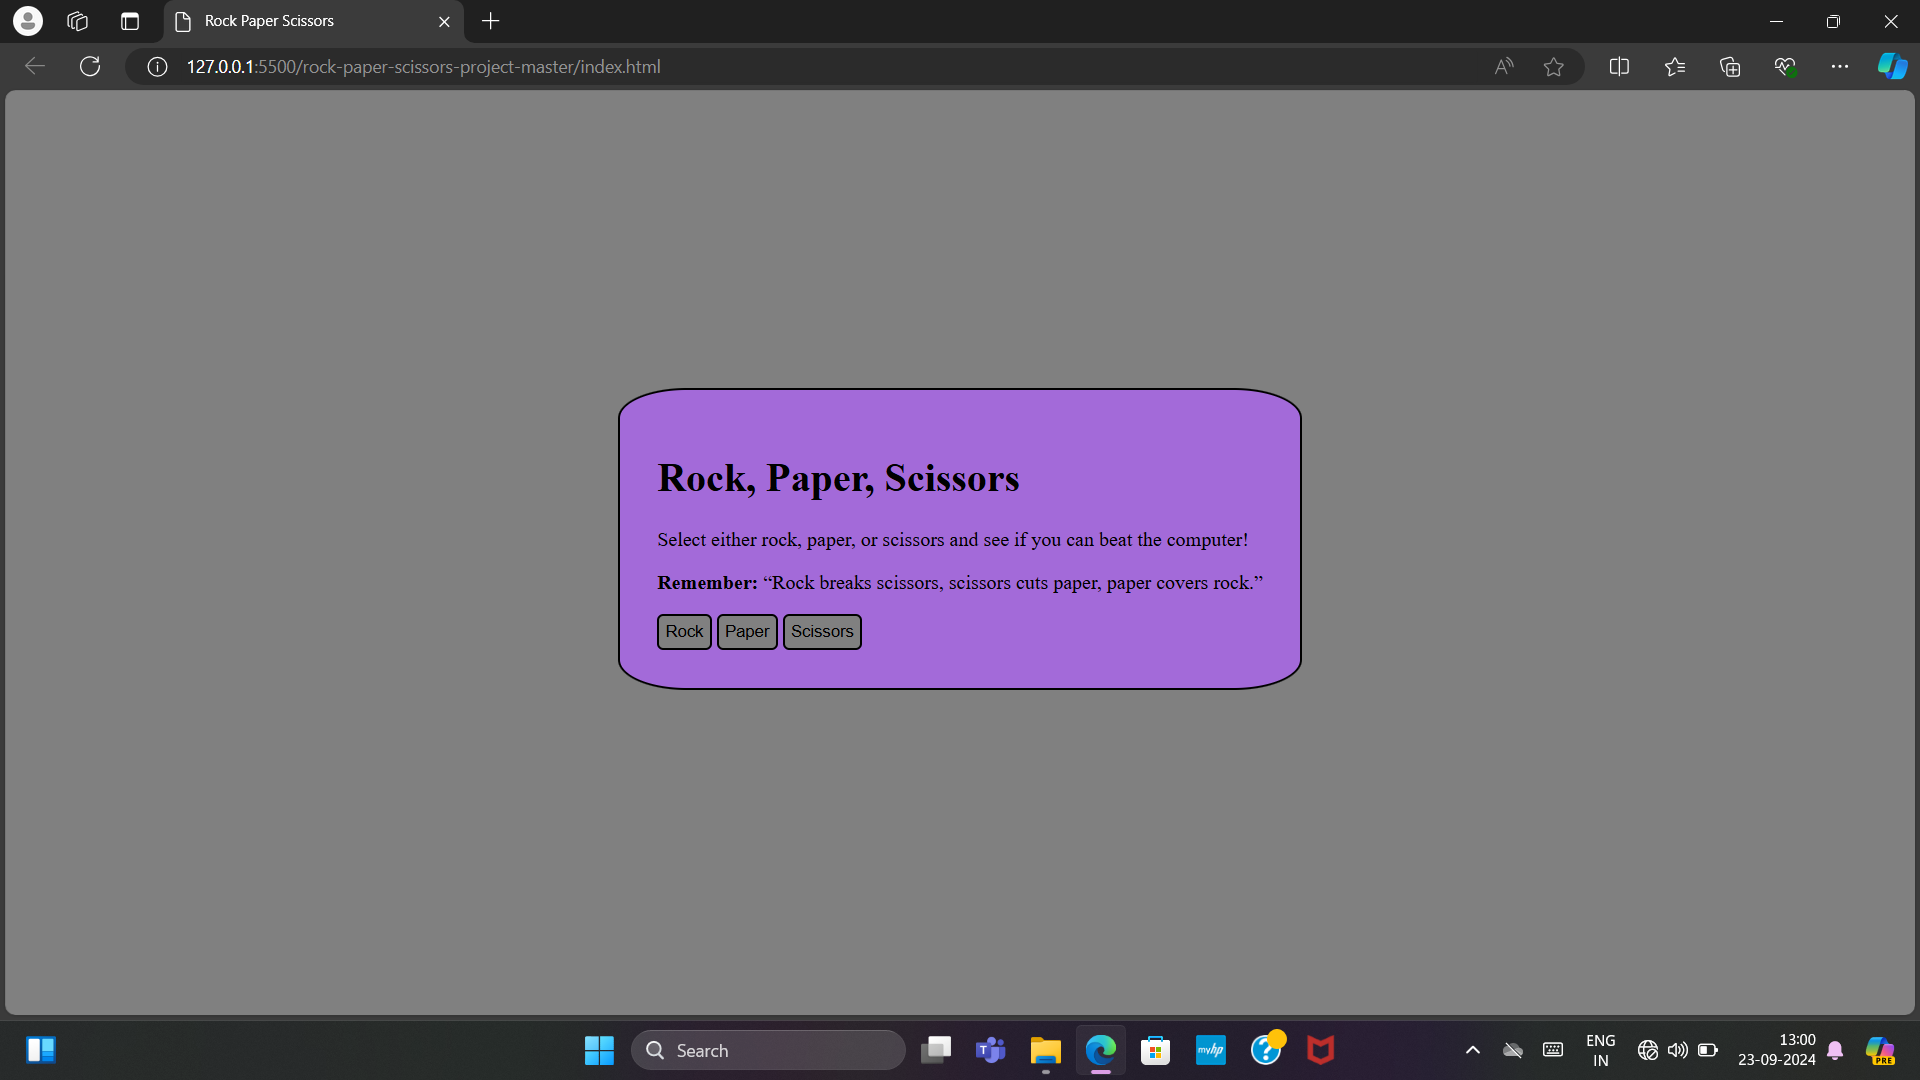 Rock Paper Scissors
127.0.0.1:5500/rock-paper-scissors-project-master/index.html
Rock, Paper, Scissors
Select either rock, paper, or scissors and see if you can beat the computer!
Remember: “Rock breaks scissors, scissors cuts paper, paper covers rock.”
Rock Paper Scissors
Search
myhp
ENG
IN
13:00
23-09-2024
PRE